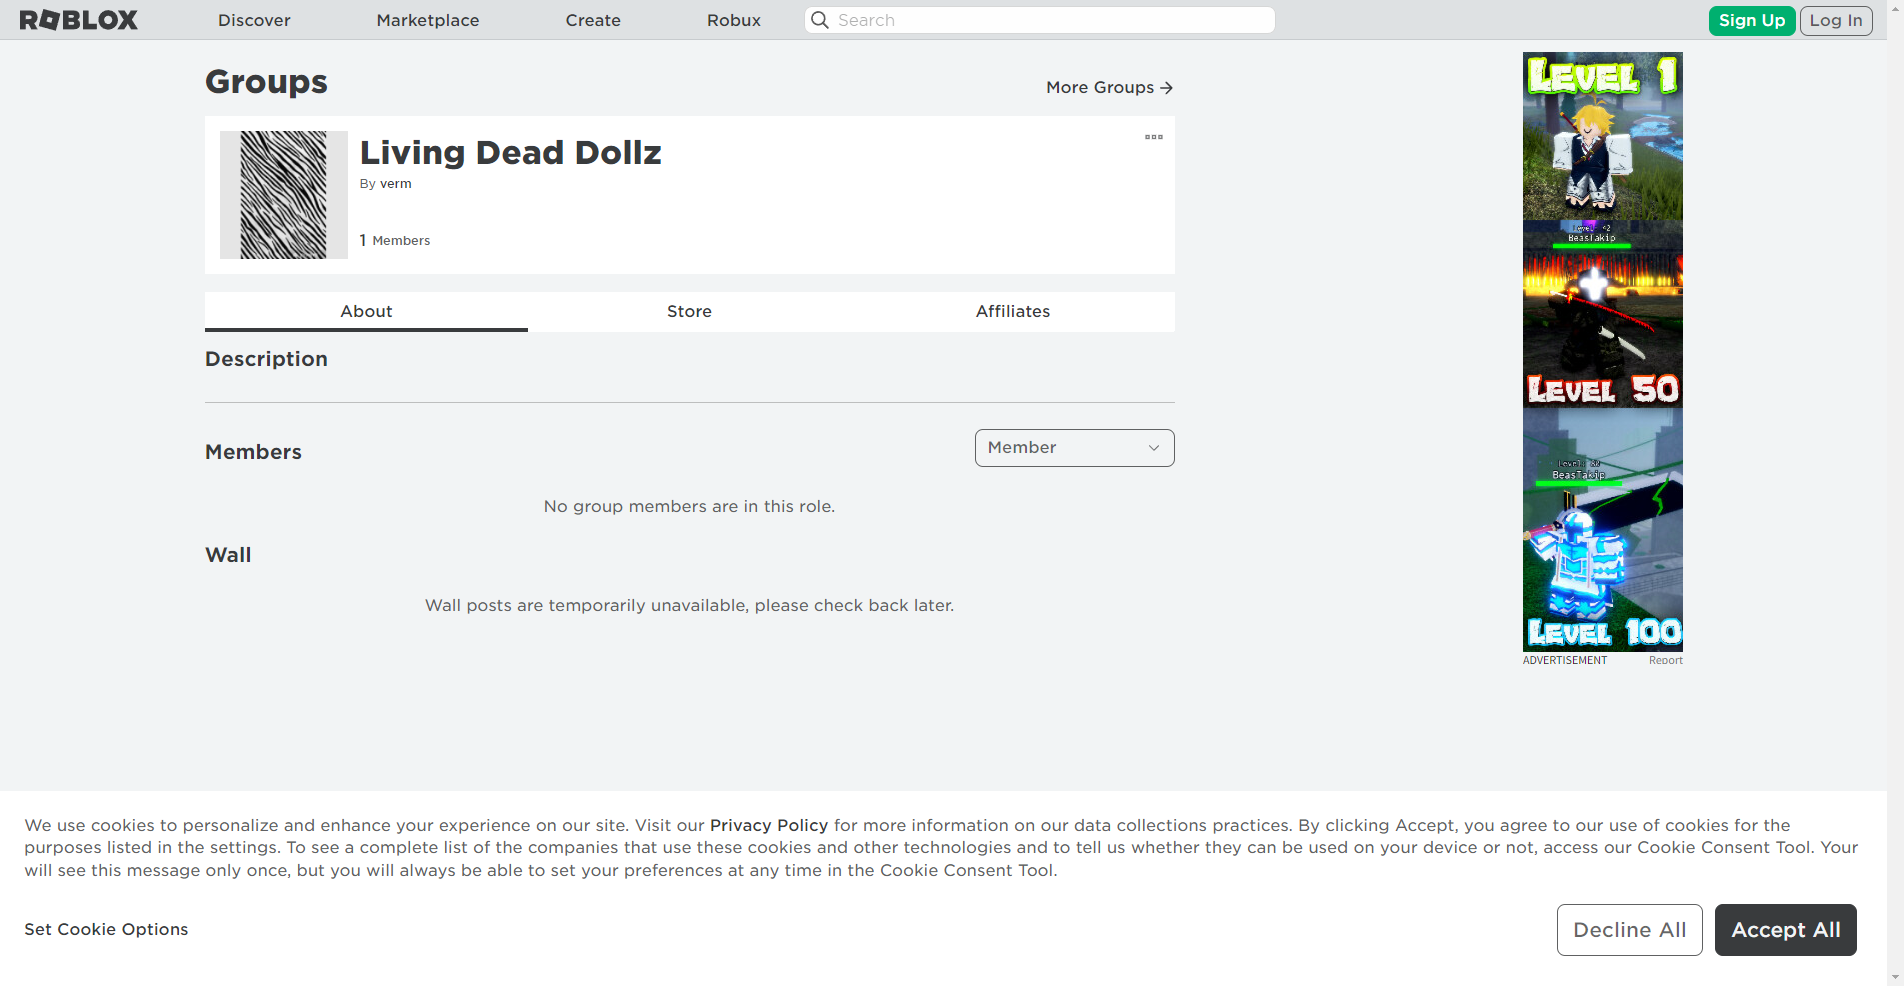 ROBLOX Discover Marketplace Create Robux Search Sign Up Log In
Groups
More Groups
Living Dead Dollz
By verm
1 Members
About Store Affiliates
Description
Members
Member
No group members are in this role.
Wall
Wall posts are temporarily unavailable, please check back later.
LEVEL 1
BeasTakip
LEVEL 50
BeasTakip
LEVEL 100
ADVERTISEMENT Report
We use cookies to personalize and enhance your experience on our site. Visit our Privacy Policy for more information on our data collections practices. By clicking Accept, you agree to our use of cookies for the
purposes listed in the settings. To see a complete list of the companies that use these cookies and other technologies and to tell us whether they can be used on your device or not, access our Cookie Consent Tool. Your
will see this message only once, but you will always be able to set your preferences at any time in the Cookie Consent Tool.
Set Cookie Options
Decline All
Accept All